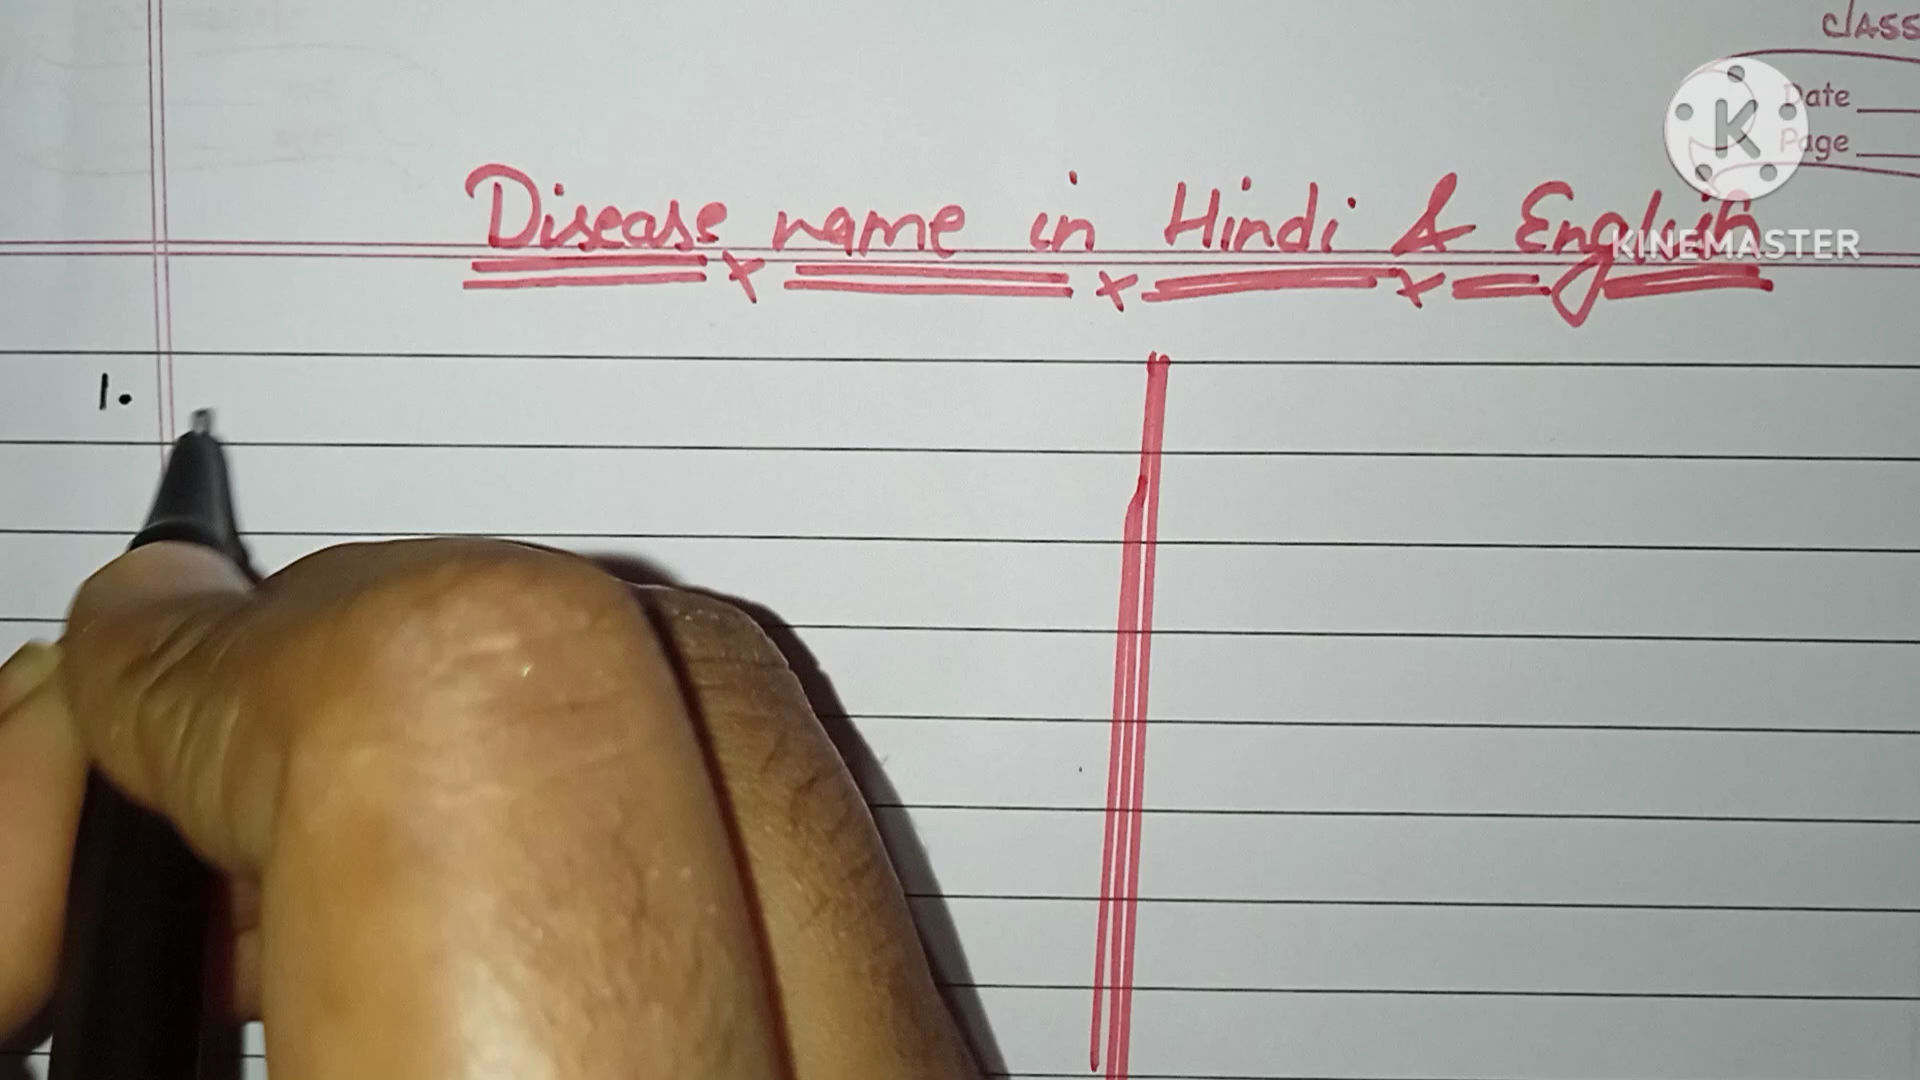 CLASS
Date
Page
Disease name in Hindi & English
KINEMASTER
1.